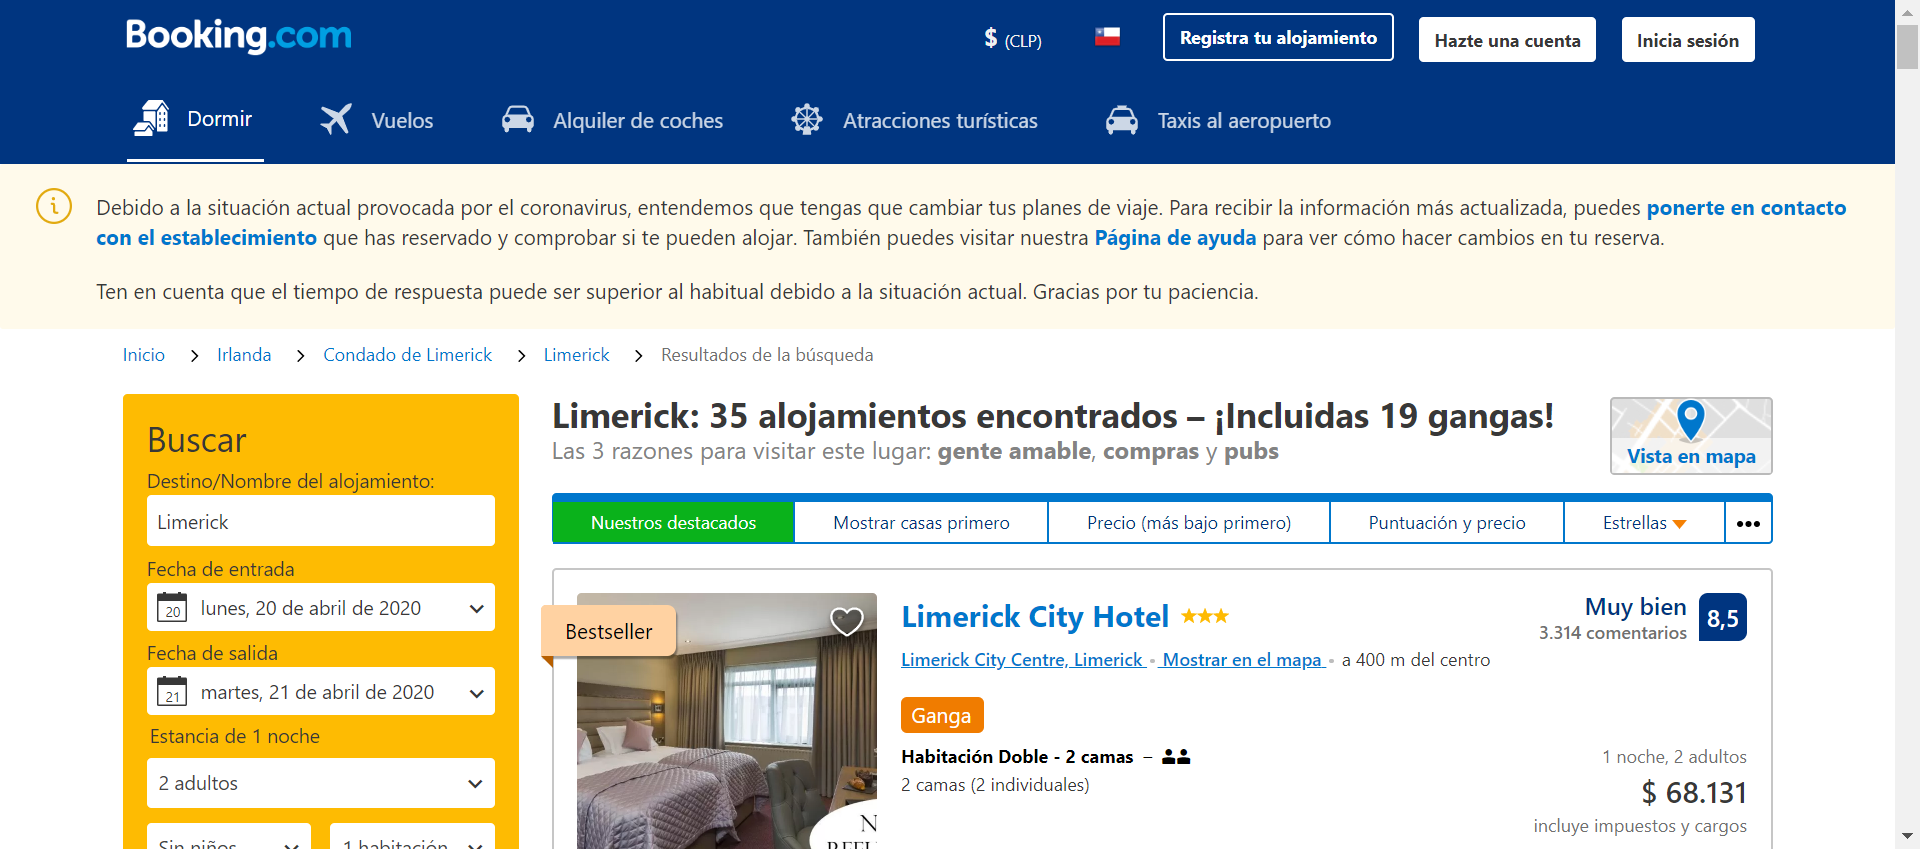 Booking.com
$ (CLP)
Registra tu alojamiento
Hazte una cuenta
Inicia sesión
Dormir
Vuelos
Alquiler de coches
Atracciones turísticas
Taxis al aeropuerto
Debido a la situación actual provocada por el coronavirus, entendemos que tengas que cambiar tus planes de viaje. Para recibir la información más actualizada, puedes ponerte en contacto
con el establecimiento que has reservado y comprobar si te pueden alojar. También puedes visitar nuestra Página de ayuda para ver cómo hacer cambios en tu reserva.
Ten en cuenta que el tiempo de respuesta puede ser superior al habitual debido a la situación actual. Gracias por tu paciencia.
Inicio
Irlanda
Condado de Limerick
Limerick
Resultados de la búsqueda
Buscar
Destino/Nombre del alojamiento:
Limerick
Fecha de entrada
20
lunes, 20 de abril de 2020
Fecha de salida
21
martes, 21 de abril de 2020
Estancia de 1 noche
2 adultos
Sin niños
1 habitación
Limerick: 35 alojamientos encontrados – ¡Incluidas 19 gangas!
Las 3 razones para visitar este lugar: gente amable, compras y pubs
Vista en mapa
Nuestros destacados
Mostrar casas primero
Precio (más bajo primero)
Puntuación y precio
Estrellas
•••
Bestseller
Limerick City Hotel
Muy bien
3.314 comentarios
8,5
Limerick City Centre, Limerick • Mostrar en el mapa • a 400 m del centro
Ganga
Habitación Doble - 2 camas –
2 camas (2 individuales)
1 noche, 2 adultos
$ 68.131
incluye impuestos y cargos